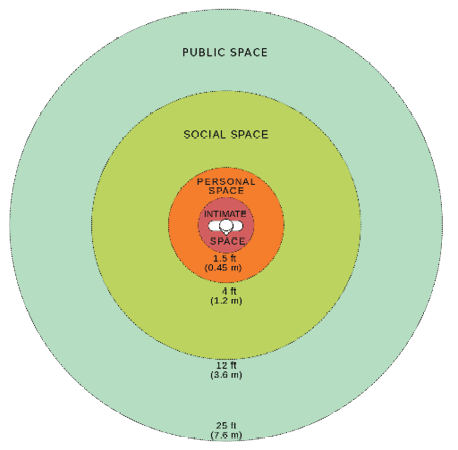 PUBLIC SPACE
SOCIAL SPACE
PERSONAL
SPACE
INTIMATE
SPACE
1.5 ft
(0.45 m)
4 ft
(1.2 m)
12 ft
(3.6 m)
25 ft
(7.6 m)